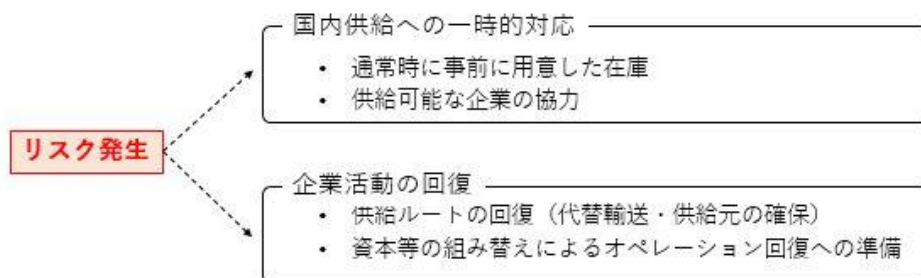 国内供給への一時的対応
• 通常時に事前に用意した在庫
• 供給可能な企業の協力
リスク発生
企業活動の回復
• 供給ルートの回復（代替輸送・供給元の確保）
• 資本等の組み替えによるオペレーション回復への準備